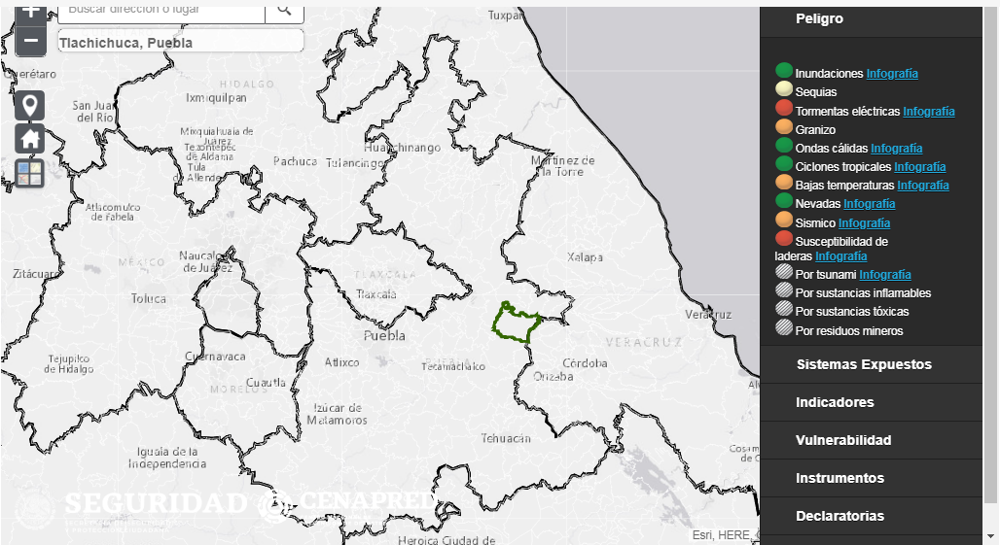 Buscar dirección o lugar
Tlachichuca, Puebla
Tuxpan
Querétaro
San Juan
del Río
HIDALGO
Ixmiquilpan
Mixquiahuala de
Juárez
Tezontepec
de Aldama
Tula
de Allende
Pachuca
Tulancingo
Huauchinango
Martínez de
la Torre
Atlacomulco
de Fabela
Zitácuaro
MÉXICO
Naucalpan
de Juárez
Toluca
TLAXCALA
Tlaxcala
Xalapa
Puebla
Veracruz
VERACRUZ
Tejupilco
de Hidalgo
Cuernavaca
Cuautla
MORELOS
Atlixco
PUEBLA
Tecamachalco
Córdoba
Orizaba
Izúcar de
Matamoros
Tehuacán
Iguala de la
Independencia
SEGURIDAD
CENAPRED
Heroica Ciudad de
Esri, HERE,
Peligro
Inundaciones Infografía
Sequias
Tormentas eléctricas Infografía
Granizo
Ondas cálidas Infografía
Ciclones tropicales Infografía
Bajas temperaturas Infografía
Nevadas Infografía
Sismico Infografía
Susceptibilidad de
laderas Infografía
Por tsunami Infografía
Por sustancias inflamables
Por sustancias tóxicas
Por residuos mineros
Sistemas Expuestos
Indicadores
Vulnerabilidad
Instrumentos
Declaratorias